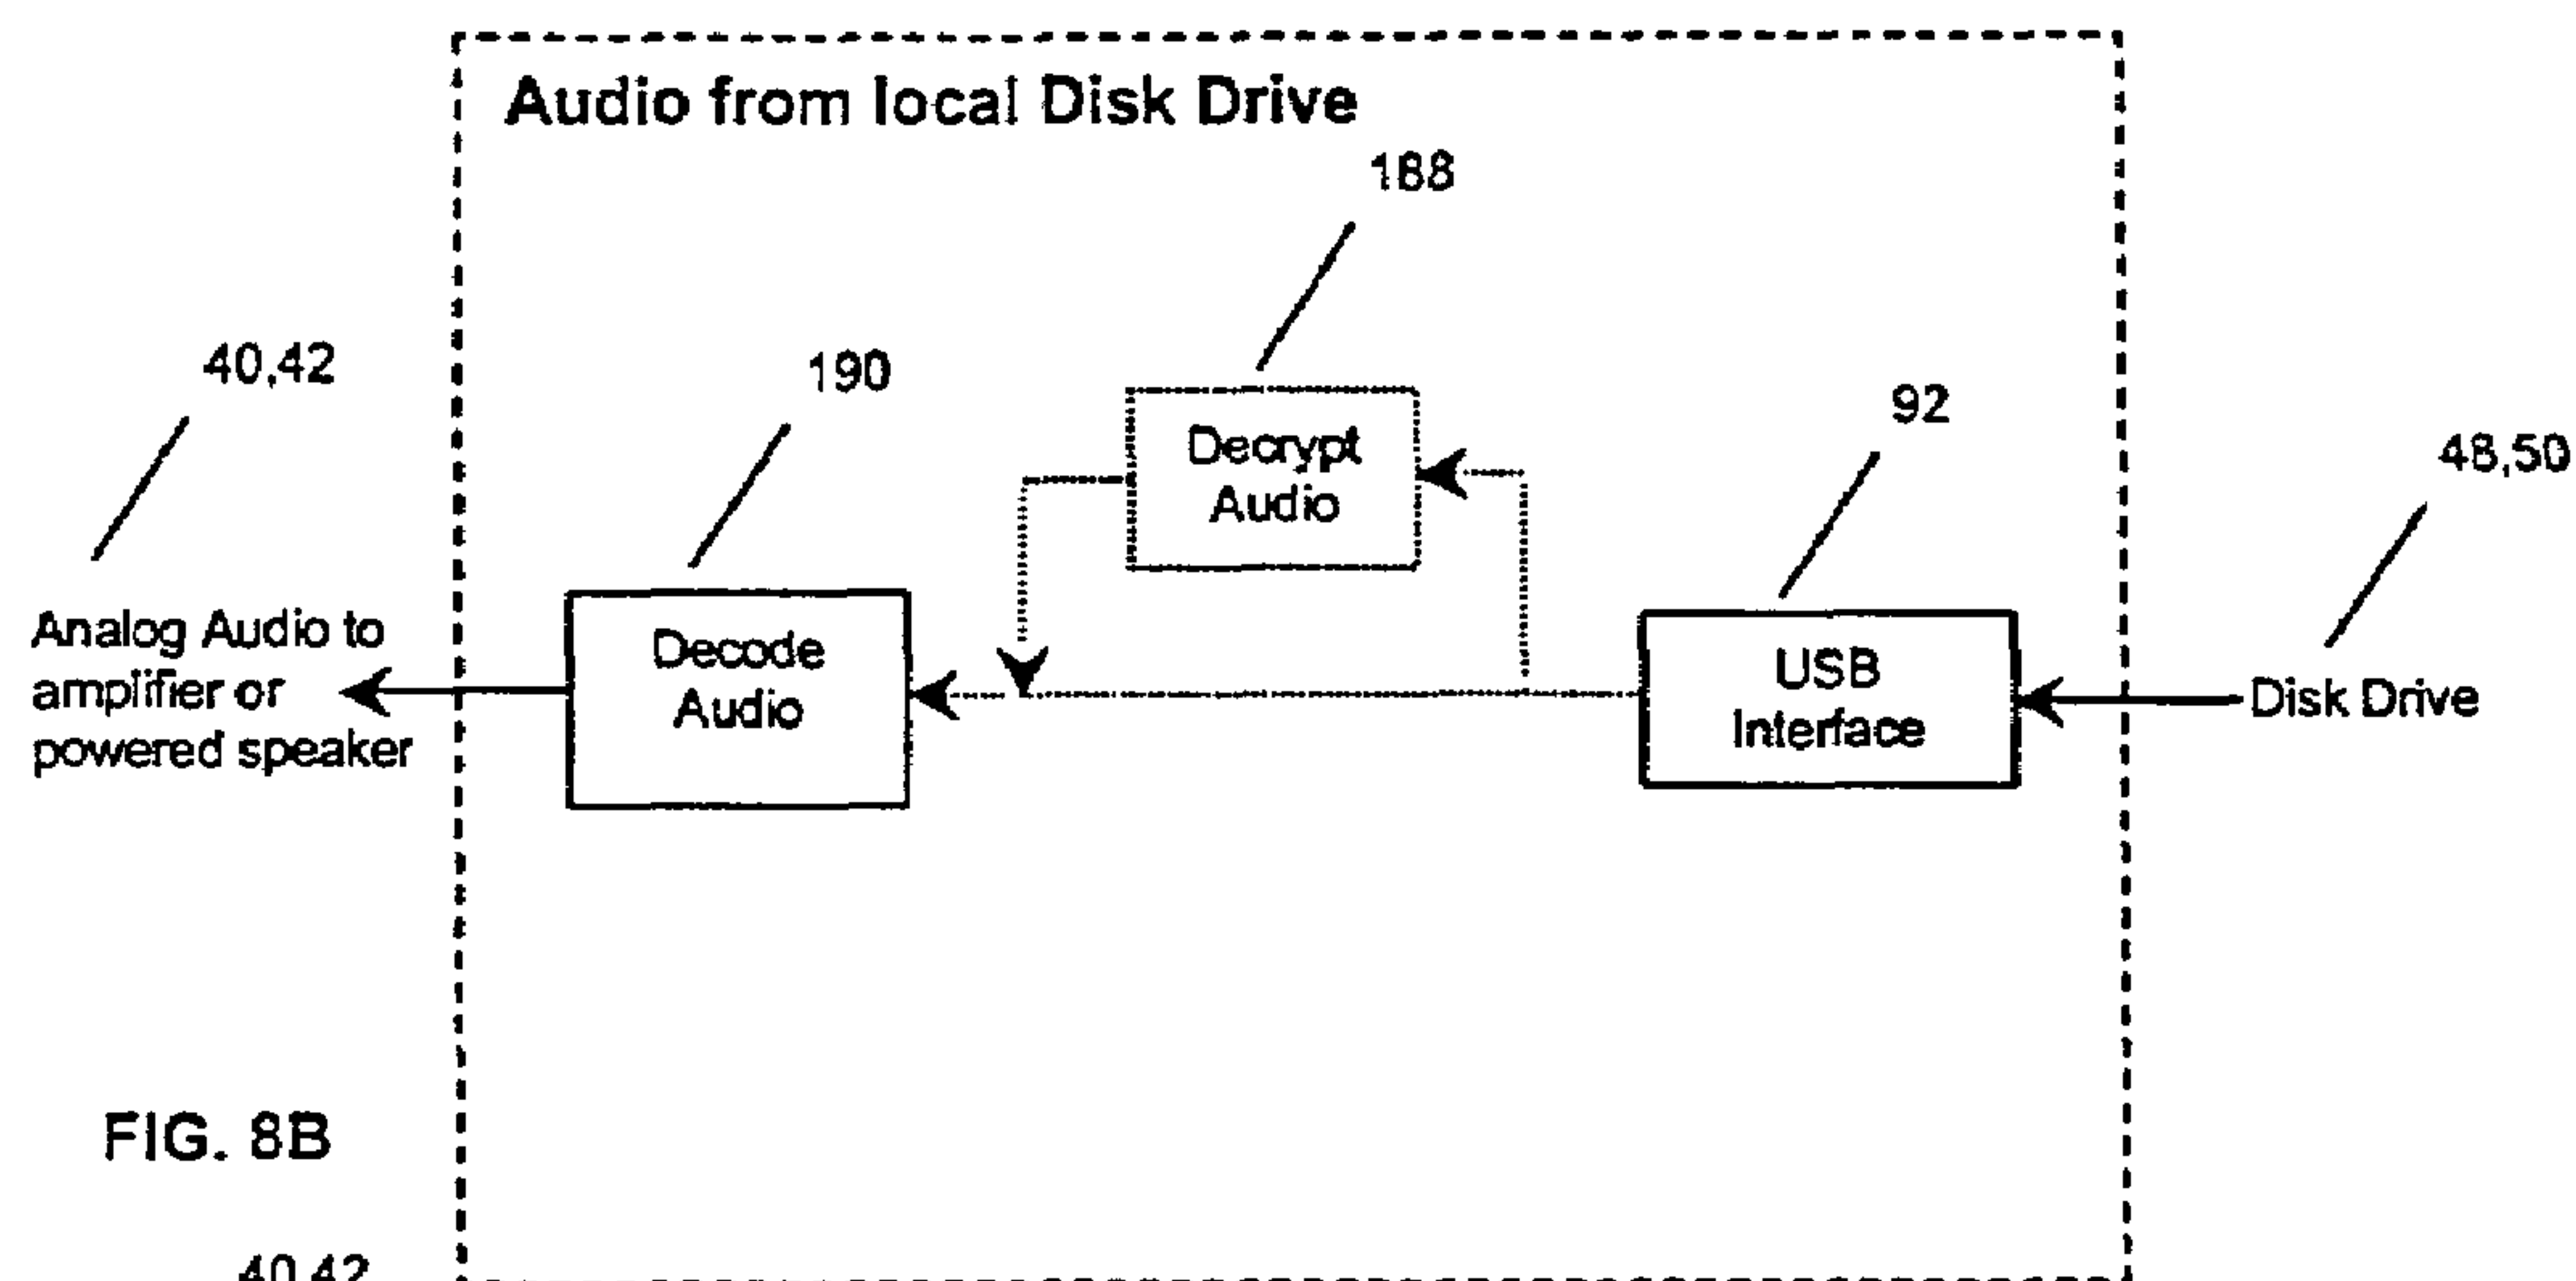 Audio from local Disk Drive
188
40,42
190
92
48,50
Decrypt
Audio
Analog Audio to
amplifier or
powered speaker
Decode
Audio
USB
Interface
Disk Drive
FIG. 8B
40,42